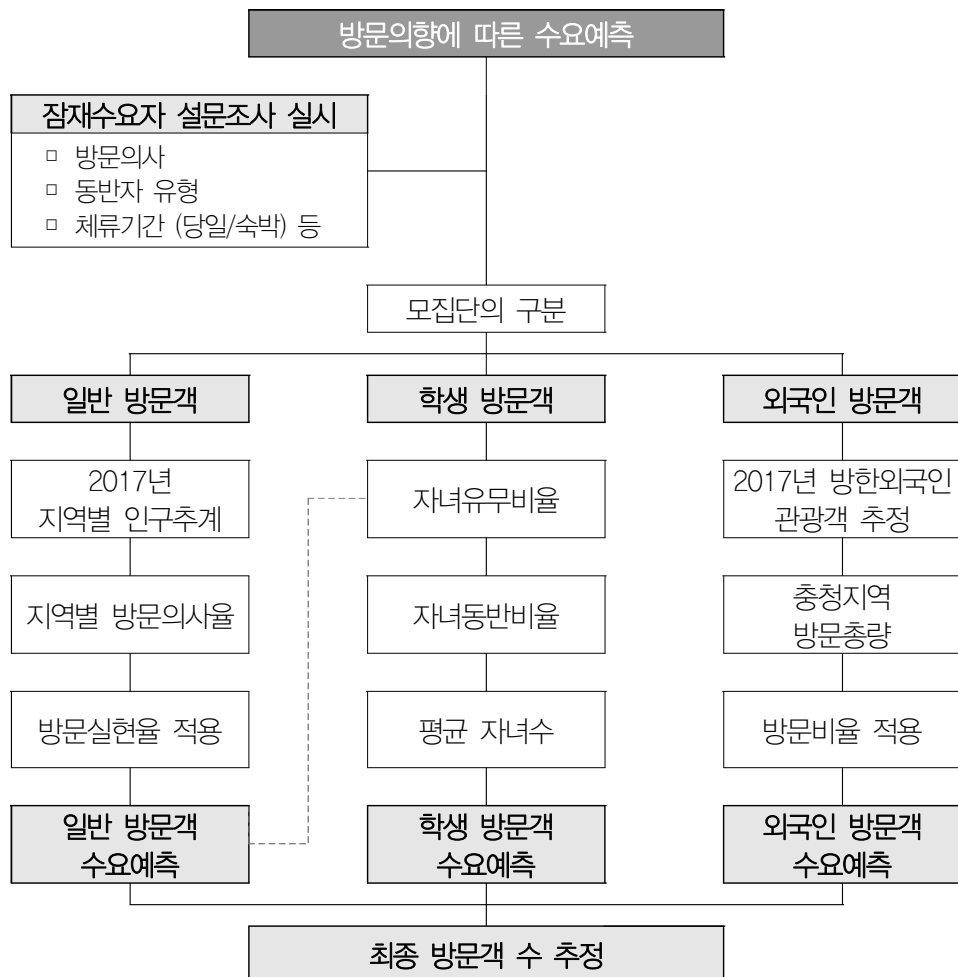 방문의향에 따른 수요예측
잠재수요자 설문조사 실시
▫ 방문의사
▫ 동반자 유형
▫ 체류기간 (당일/숙박) 등
모집단의 구분
일반 방문객
학생 방문객
외국인 방문객
2017년
지역별 인구추계
자녀유무비율
2017년 방한외국인
관광객 추정
지역별 방문의사율
자녀동반비율
충청지역
방문총량
방문실현율 적용
평균 자녀수
방문비율 적용
일반 방문객
수요예측
학생 방문객
수요예측
외국인 방문객
수요예측
최종 방문객 수 추정